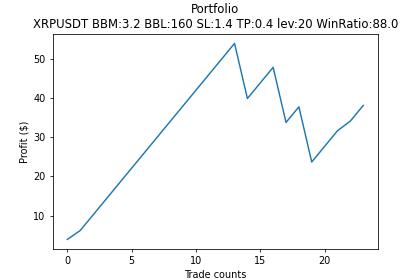 Portfolio
XRPUSDT BBM:3.2 BBL:160 SL:1.4 TP:0.4 lev:20 WinRatio:88.0
50
40
30
20
10
Profit ($)
0 5 10 15 20
Trade counts